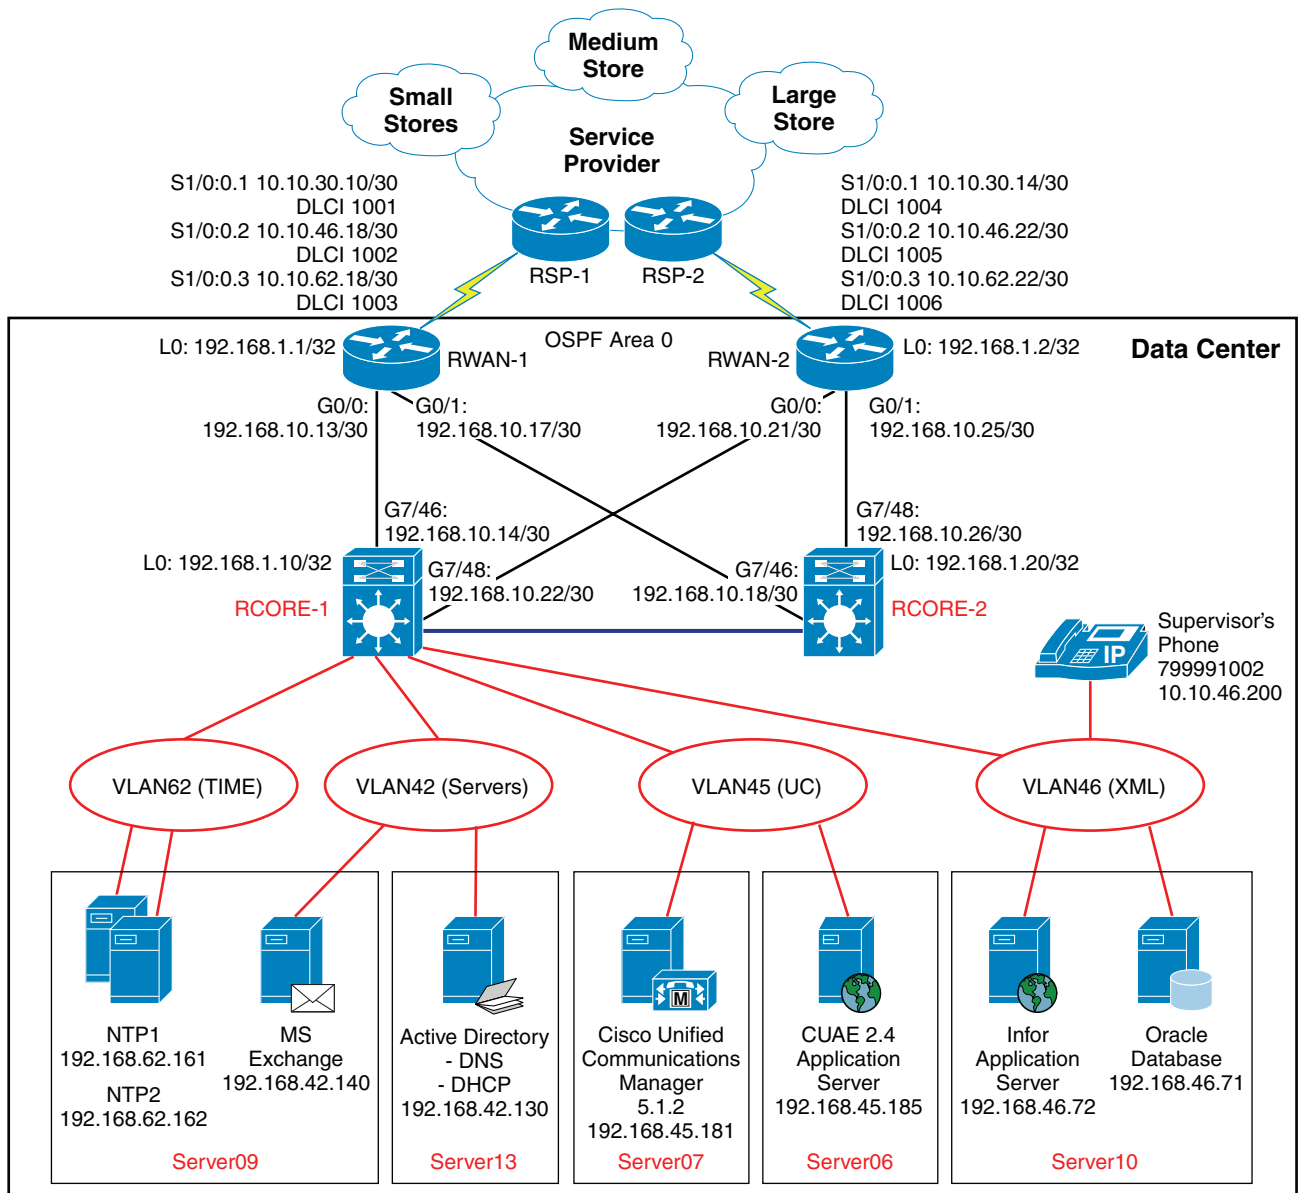 Medium
Store
Small
Stores
Large
Store
Service
Provider
S1/0:0.1 10.10.30.10/30
DLCI 1001
S1/0:0.2 10.10.46.18/30
DLCI 1002
S1/0:0.3 10.10.62.18/30
DLCI 1003
S1/0:0.1 10.10.30.14/30
DLCI 1004
S1/0:0.2 10.10.46.22/30
DLCI 1005
S1/0:0.3 10.10.62.22/30
DLCI 1006
RSP-1
RSP-2
OSPF Area 0
Data Center
L0: 192.168.1.1/32
RWAN-1
RWAN-2
L0: 192.168.1.2/32
G0/0:
192.168.10.13/30
G0/1:
192.168.10.17/30
G0/0:
192.168.10.21/30
G0/1:
192.168.10.25/30
G7/46:
192.168.10.14/30
G7/48:
192.168.10.26/30
L0: 192.168.1.10/32
G7/48:
192.168.10.22/30
G7/46:
192.168.10.18/30
L0: 192.168.1.20/32
RCORE-1
RCORE-2
IP
Supervisor's
Phone
799991002
10.10.46.200
VLAN62 (TIME)
VLAN42 (Servers)
VLAN45 (UC)
VLAN46 (XML)
M
NTP1
192.168.62.161
NTP2
192.168.62.162
MS
Exchange
192.168.42.140
Server09
Active Directory
- DNS
- DHCP
192.168.42.130
Server13
Cisco Unified
Communications
Manager
5.1.2
192.168.45.181
Server07
CUAE 2.4
Application
Server
192.168.45.185
Server06
Infor
Application
Server
192.168.46.72
Oracle
Database
192.168.46.71
Server10